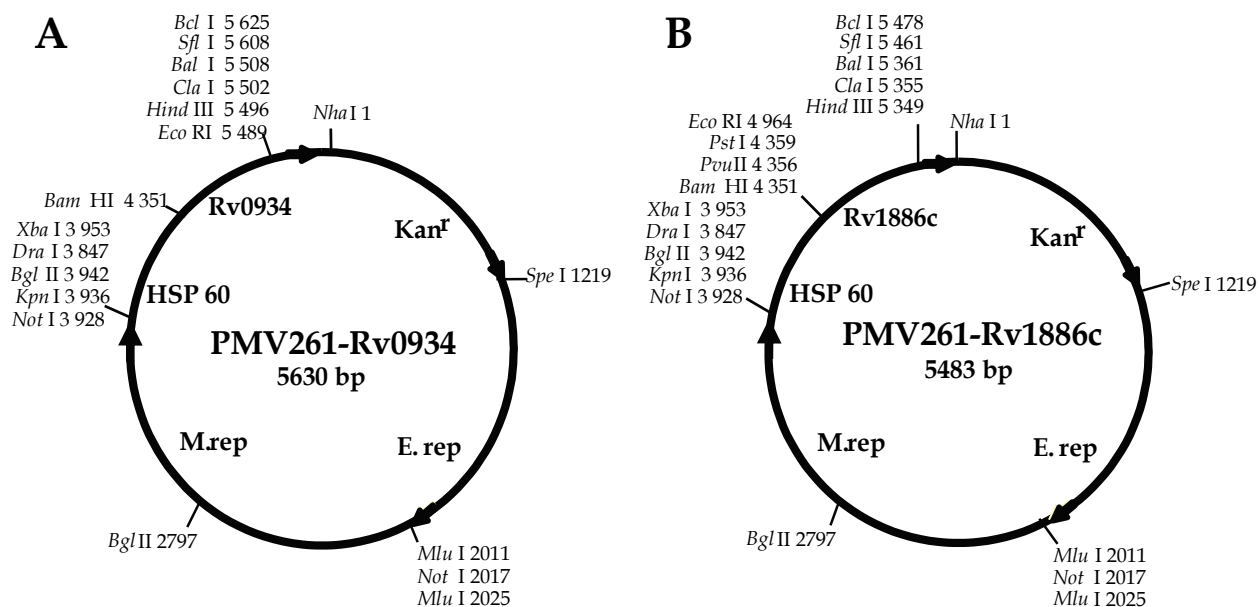 A
Bcl I 5 625
Sfl I 5 608
Bal I 5 508
Cla I 5 502
Hind III 5 496
Eco RI 5 489
Nha I 1
Bam HI 4 351
Xba I 3 953
Dra I 3 847
Bgl II 3 942
Kpn I 3 936
Not I 3 928
Rv0934
Kanr
Spe I 1219
HSP 60
PMV261-Rv0934
5630 bp
M.rep
E. rep
Bgl II 2797
Mlu I 2011
Not I 2017
Mlu I 2025
B
Bcl I 5 478
Sfl I 5 461
Bal I 5 361
Cla I 5 355
Hind III 5 349
Nha I 1
Eco RI 4 964
Pst I 4 359
Pvu II 4 356
Bam HI 4 351
Xba I 3 953
Dra I 3 847
Bgl II 3 942
Kpn I 3 936
Not I 3 928
Rv1886c
Kanr
Spe I 1219
HSP 60
PMV261-Rv1886c
5483 bp
M.rep
E. rep
Bgl II 2797
Mlu I 2011
Not I 2017
Mlu I 2025